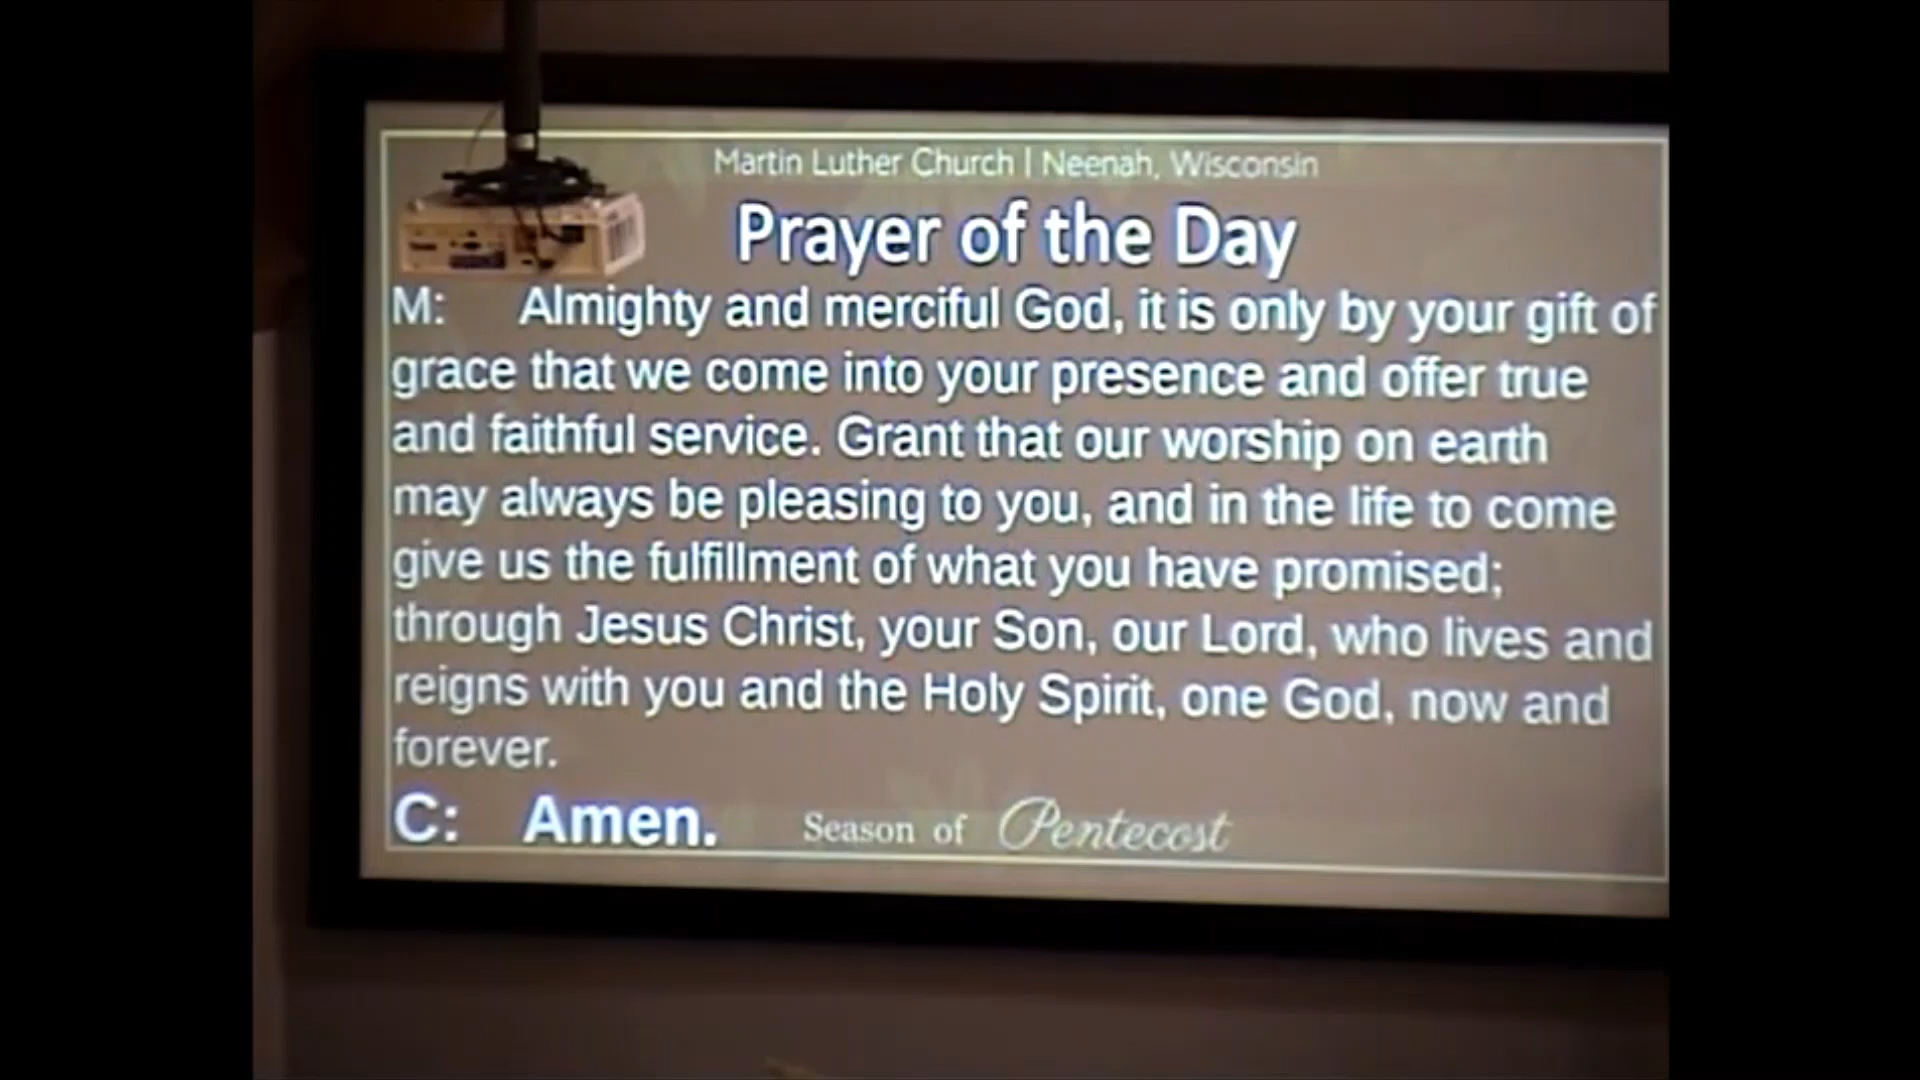 Martin Luther Church | Neenah, Wisconsin
Prayer of the Day
M: Almighty and merciful God, it is only by your gift of
grace that we come into your presence and offer true
and faithful service. Grant that our worship on earth
may always be pleasing to you, and in the life to come
give us the fulfillment of what you have promised;
through Jesus Christ, your Son, our Lord, who lives and
reigns with you and the Holy Spirit, one God, now and
forever.
C: Amen.
Season of Pentecost